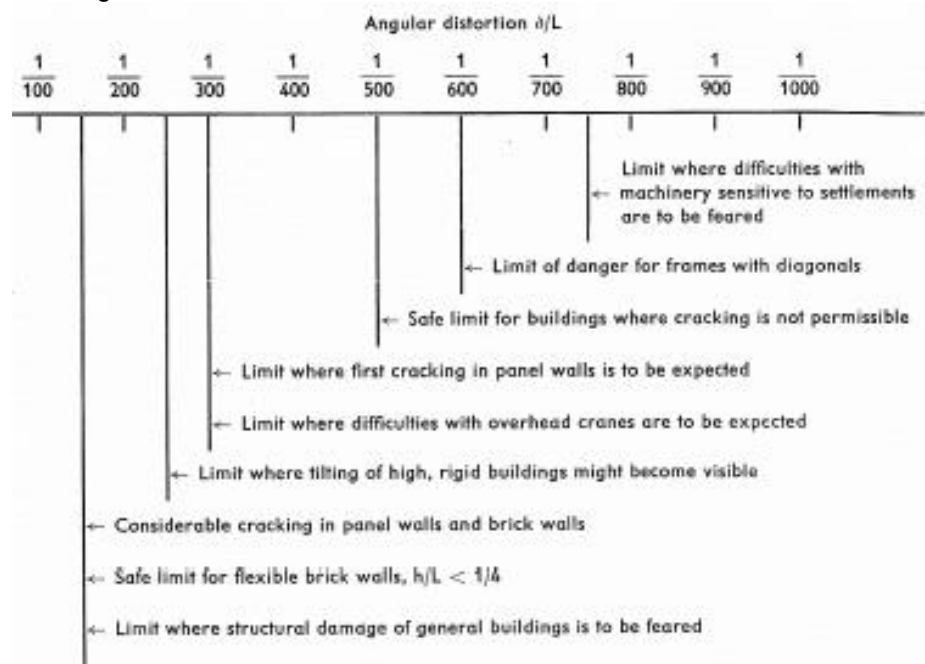 Angular distortion δ/L
1/100 1/200 1/300 1/400 1/500 1/600 1/700 1/800 1/900 1/1000
Limit where difficulties with
← machinery sensitive to settlements
are to be feared
← Limit of danger for frames with diagonals
← Safe limit for buildings where cracking is not permissible
← Limit where first cracking in panel walls is to be expected
← Limit where difficulties with overhead cranes are to be expected
← Limit where tilting of high, rigid buildings might become visible
← Considerable cracking in panel walls and brick walls
← Safe limit for flexible brick walls, h/L < 1/4
← Limit where structural damage of general buildings is to be feared